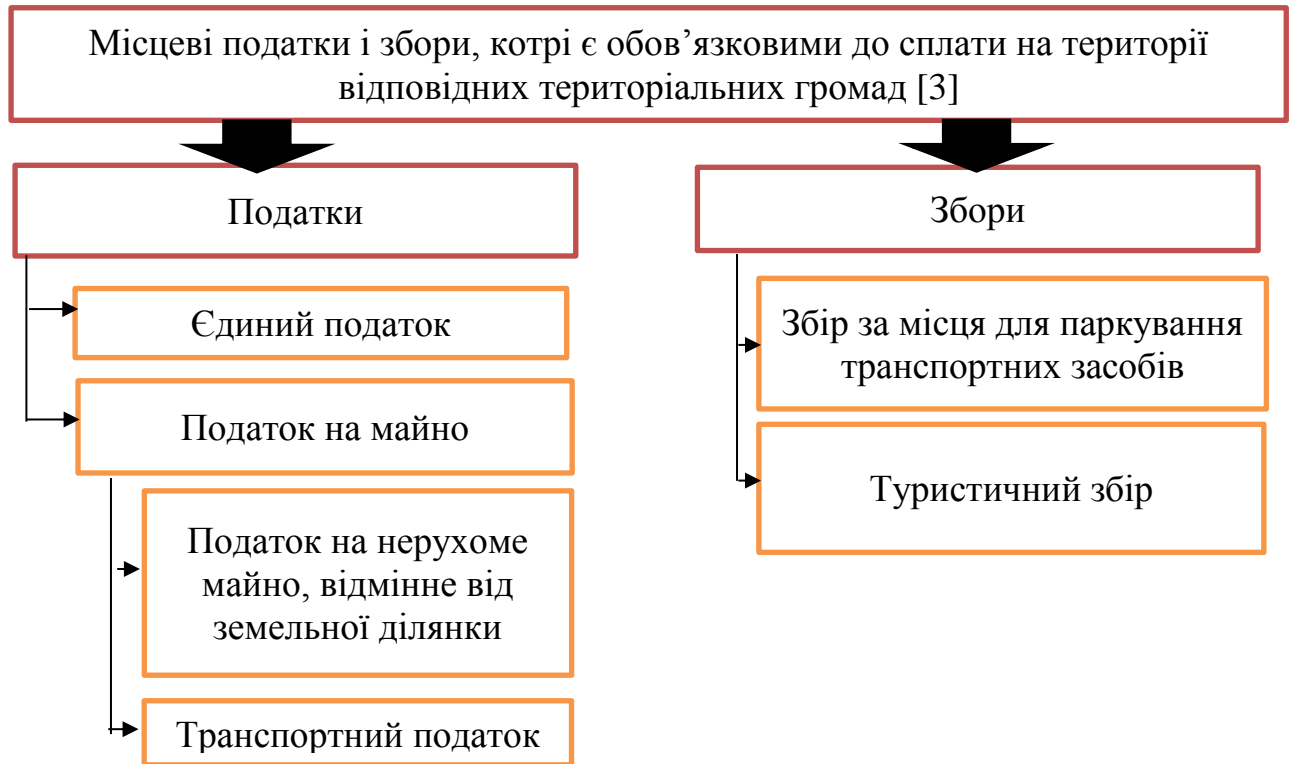 Місцеві податки і збори, котрі є обов’язковими до сплати на території
відповідних територіальних громад [3]
Податки
Збори
Єдиний податок
Податок на майно
Податок на нерухоме
майно, відмінне від
земельної ділянки
Транспортний податок
Збір за місця для паркування
транспортних засобів
Туристичний збір